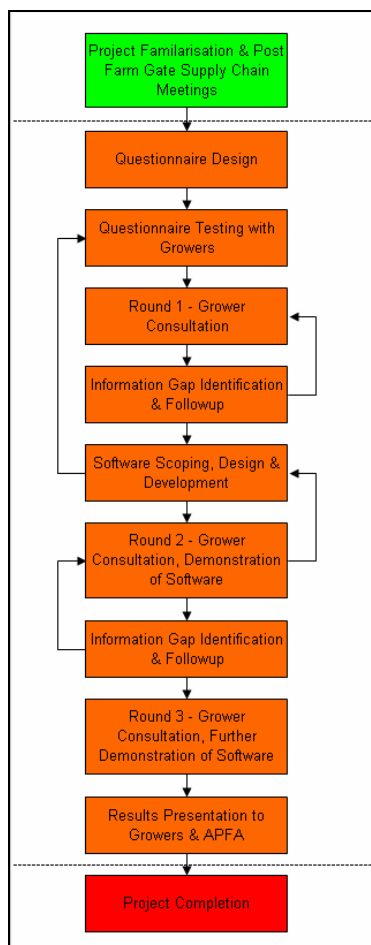 Project Familarisation & Post
Farm Gate Supply Chain
Meetings
Questionnaire Design
Questionnaire Testing with
Growers
Round 1 - Grower
Consultation
Information Gap Identification
& Followup
Software Scoping, Design &
Development
Round 2 - Grower
Consultation, Demonstration
of Software
Information Gap Identification
& Followup
Round 3 - Grower
Consultation, Further
Demonstration of Software
Results Presentation to
Growers & APFA
Project Completion